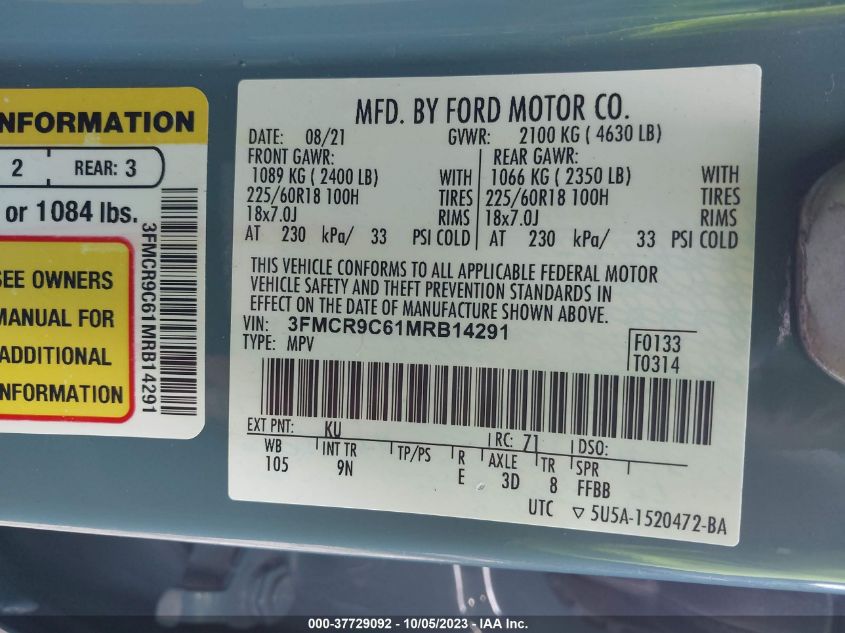 NFORMATION
2 REAR: 3
or 1084 lbs.
3FMCR9C61MRB14291
SEE OWNERS
MANUAL FOR
ADDITIONAL
INFORMATION
MFD. BY FORD MOTOR CO.
DATE: 08/21 GVWR: 2100 KG ( 4630 LB)
FRONT GAWR: REAR GAWR:
1089 KG ( 2400 LB) WITH 1066 KG ( 2350 LB) WITH
225/60R18 100H TIRES 225/60R18 100H TIRES
18x7.0J RIMS 18x7.0J RIMS
AT 230 kPa/ 33 PSI COLD AT 230 kPa/ 33 PSI COLD
THIS VEHICLE CONFORMS TO ALL APPLICABLE FEDERAL MOTOR
VEHICLE SAFETY AND THEFT PREVENTION STANDARDS IN
EFFECT ON THE DATE OF MANUFACTURE SHOWN ABOVE.
VIN: 3FMCR9C61MRB14291
TYPE: MPV
F0133
T0314
EXT PNT: KU RC: 71 DSO:
WB INT TR TP/PS R AXLE TR SPR
105 9N E 3D 8 FFBB
UTC ▽ 5U5A-1520472-BA
000-37729092 - 10/05/2023 - IAA Inc.